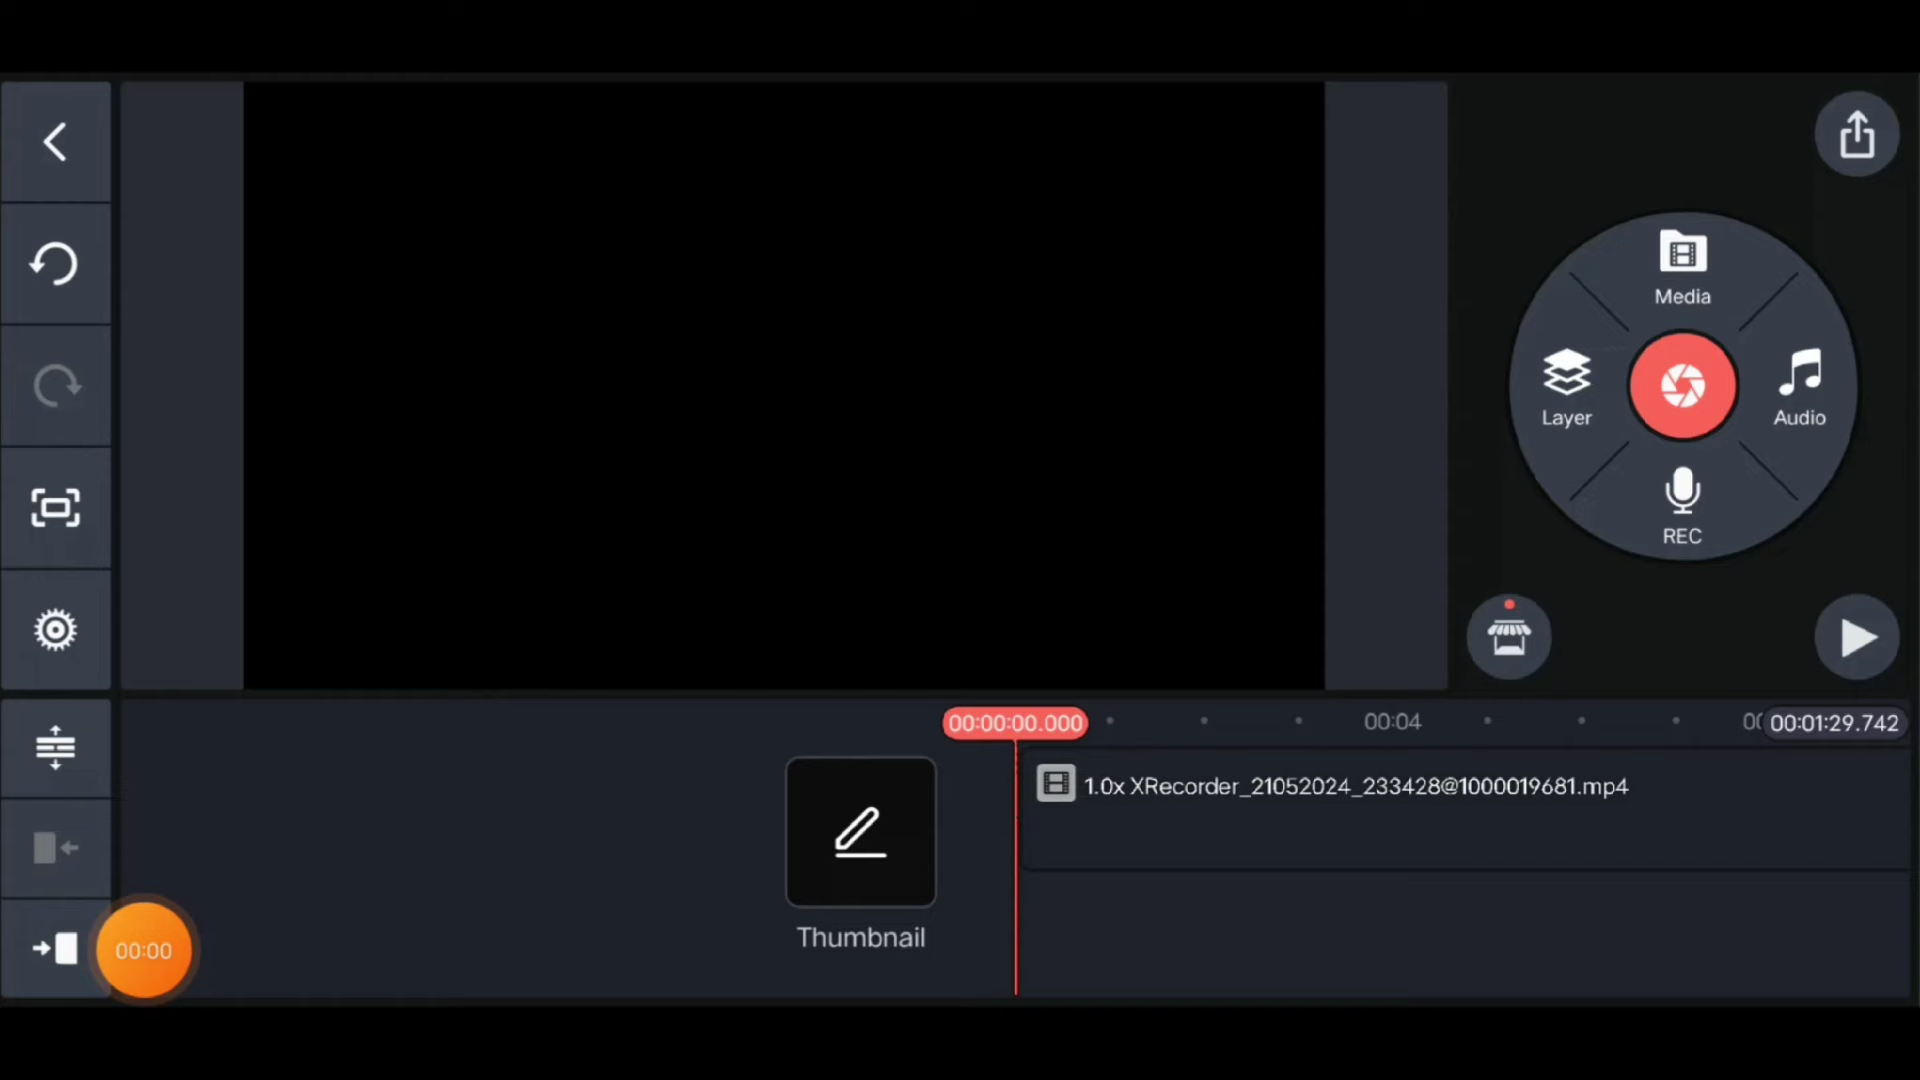 Media
Layer
Audio
REC
00:00:00.000
00:04
00:01:29.742
1.0x XRecorder_21052024_233428@1000019681.mp4
Thumbnail
00:00